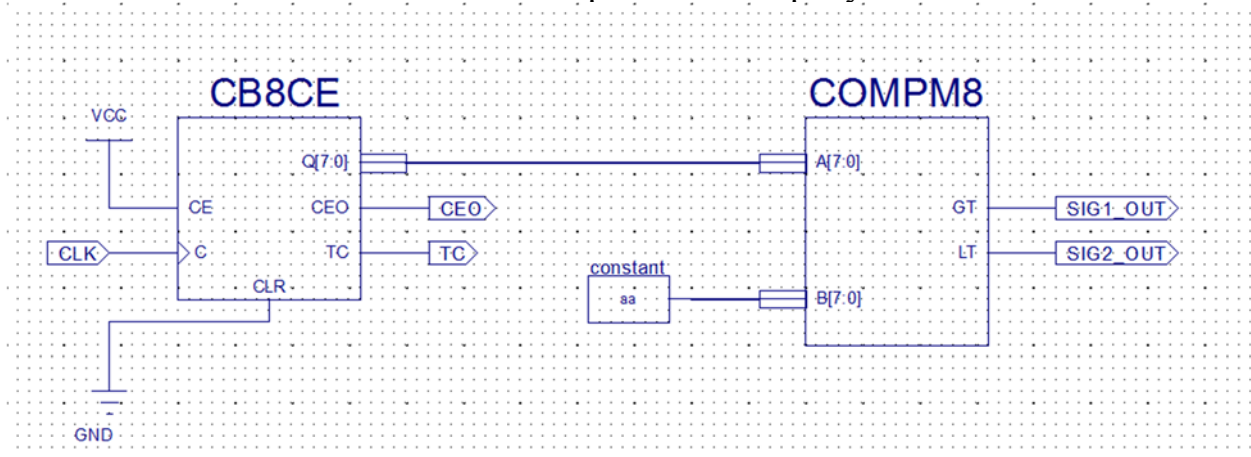 CB8CE
COMPM8
VCC
Q[7:0]
A[7:0]
CE
CEO
CEO
GT
SIG1_OUT
CLK
C
TC
TC
LT
SIG2_OUT
constant
CLR
aa
B[7:0]
GND